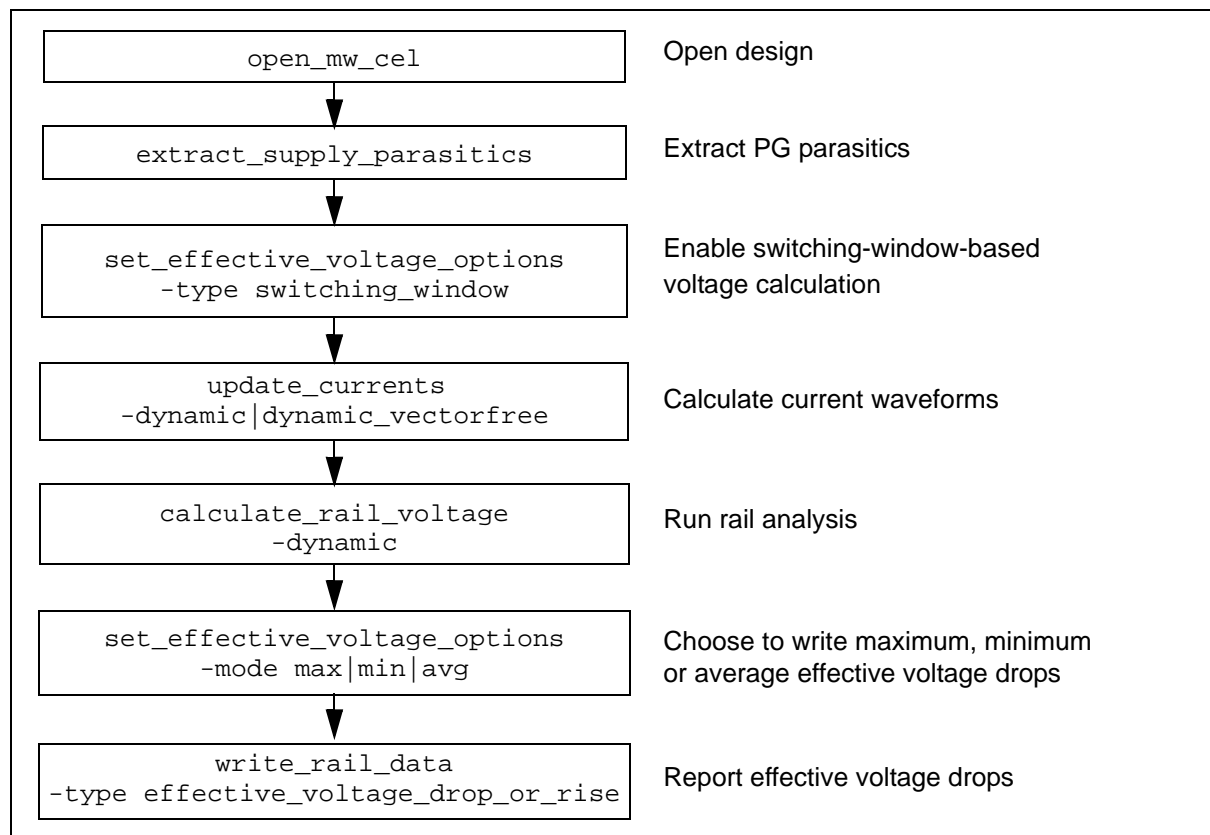 open_mw_cel
Open design
extract_supply_parasitics
Extract PG parasitics
set_effective_voltage_options
-type switching_window
Enable switching-window-based
voltage calculation
update_currents
-dynamic|dynamic_vectorfree
Calculate current waveforms
calculate_rail_voltage
-dynamic
Run rail analysis
set_effective_voltage_options
-mode max|min|avg
Choose to write maximum, minimum
or average effective voltage drops
write_rail_data
-type effective_voltage_drop_or_rise
Report effective voltage drops